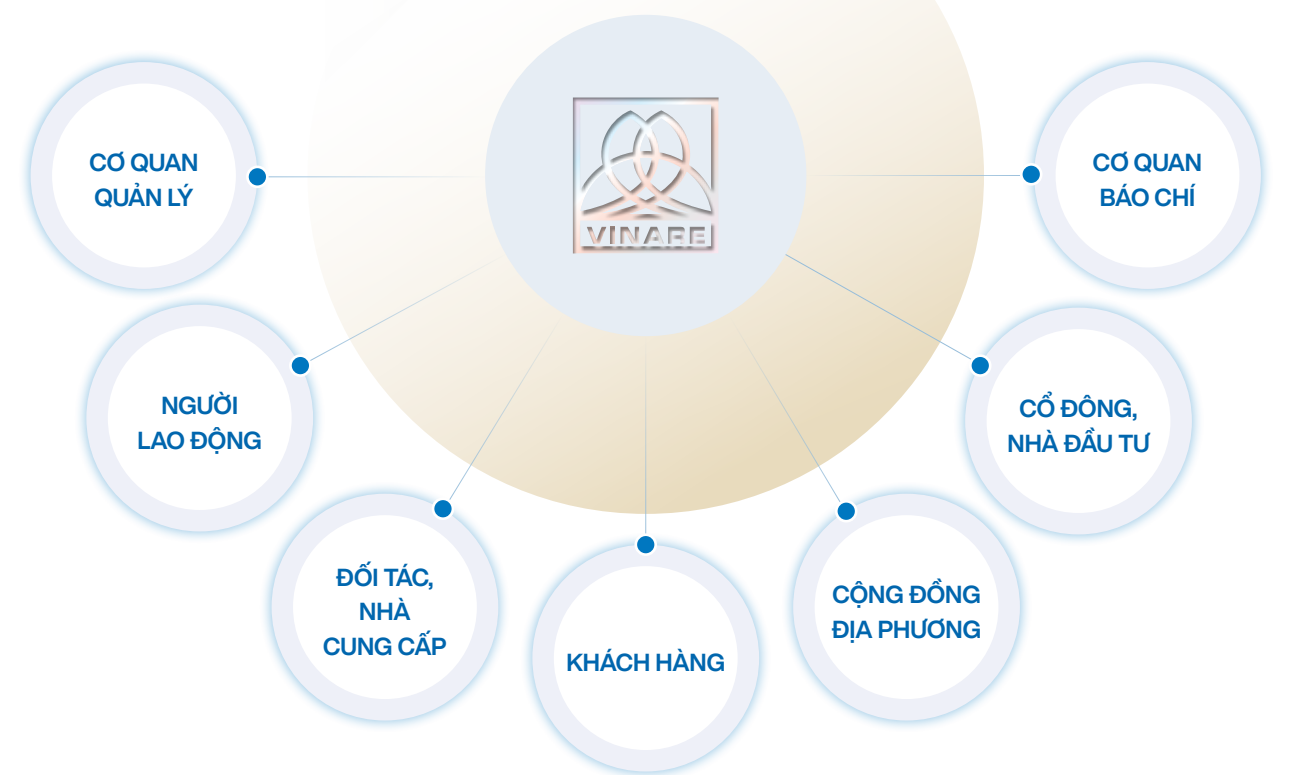 VINARE
CƠ QUAN
QUẢN LÝ
NGƯỜI
LAO ĐỘNG
ĐỐI TÁC,
NHÀ
CUNG CẤP
KHÁCH HÀNG
CỘNG ĐỒNG
ĐỊA PHƯƠNG
CỔ ĐÔNG,
NHÀ ĐẦU TƯ
CƠ QUAN
BÁO CHÍ